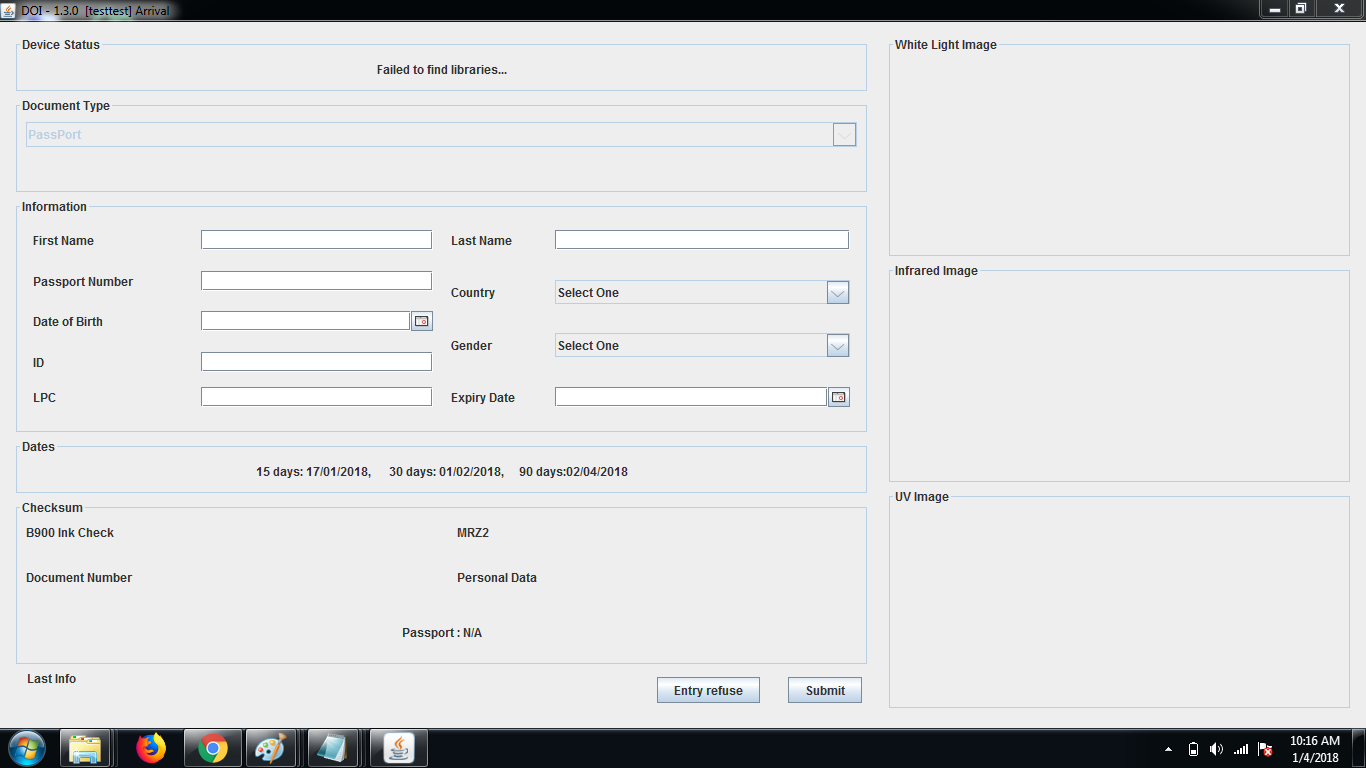 DOI - 1.3.0 [testtest] Arrival
Device Status
Failed to find libraries...
Document Type
PassPort
Information
First Name
Last Name
Passport Number
Country
Select One
Date of Birth
Gender
Select One
ID
LPC
Expiry Date
Dates
15 days: 17/01/2018, 30 days: 01/02/2018, 90 days:02/04/2018
Checksum
B900 Ink Check
MRZ2
Document Number
Personal Data
Passport : N/A
Last Info
Entry refuse
Submit
White Light Image
Infrared Image
UV Image
10:16 AM
1/4/2018